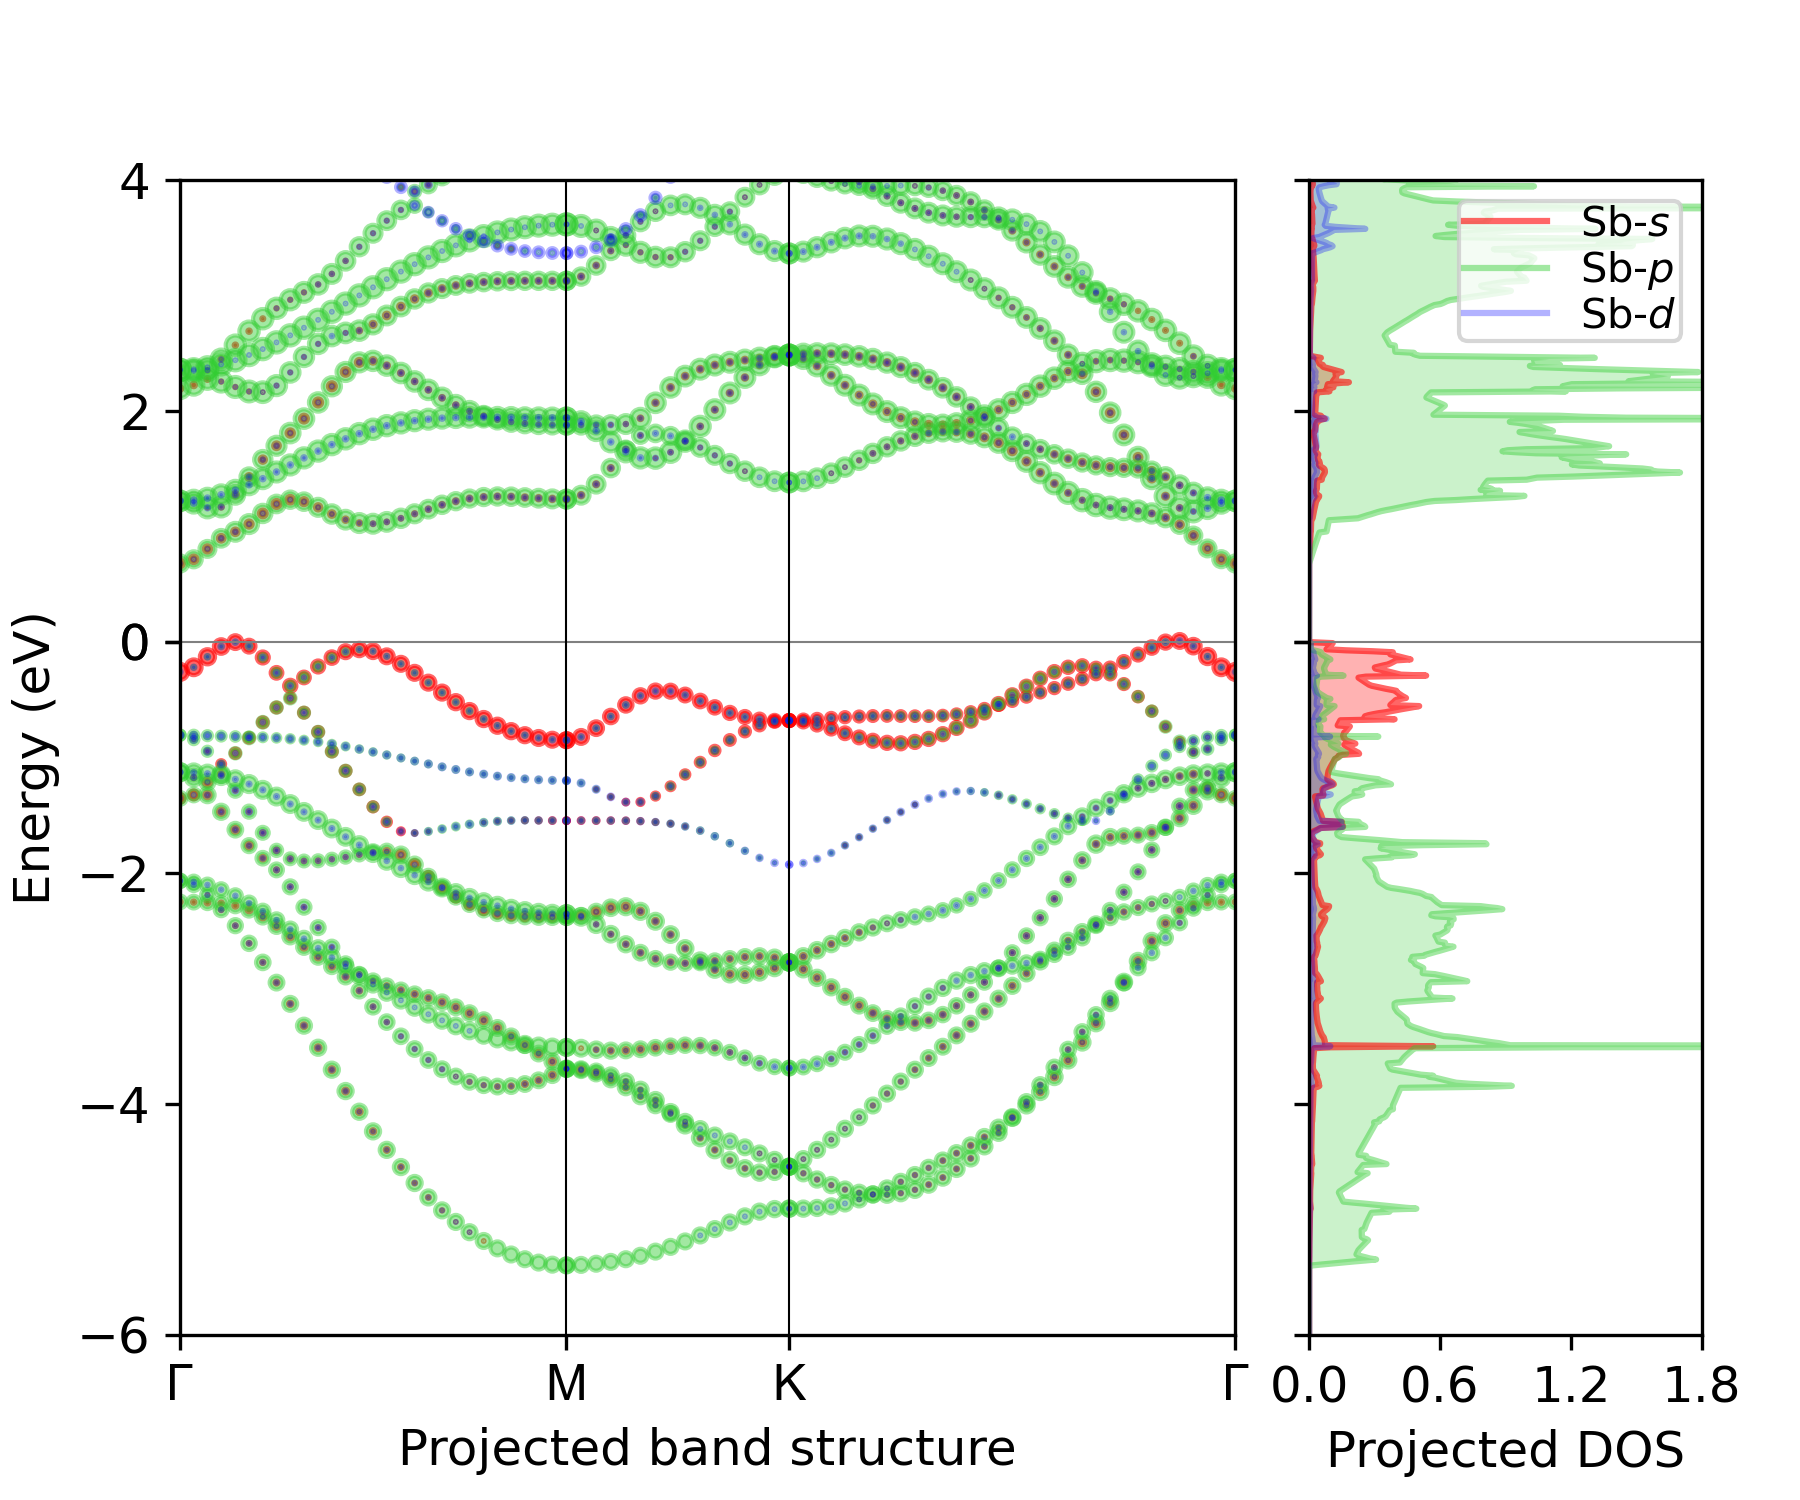 4
2
0
−2
−4
−6
Energy (eV)
Γ
M
K
Γ
Projected band structure
Sb-s
Sb-p
Sb-d
0.0
0.6
1.2
1.8
Projected DOS